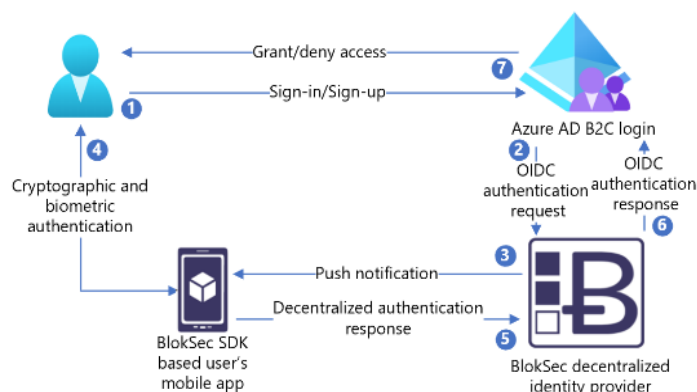 Grant/deny access
7
Sign-in/Sign-up
1
Azure AD B2C login
4
2
OIDC
authentication
request
OIDC
authentication
response
6
Cryptographic and
biometric
authentication
3
Push notification
Decentralized authentication
response
5
BlokSec SDK
based user's
mobile app
B
BlokSec decentralized
identity provider